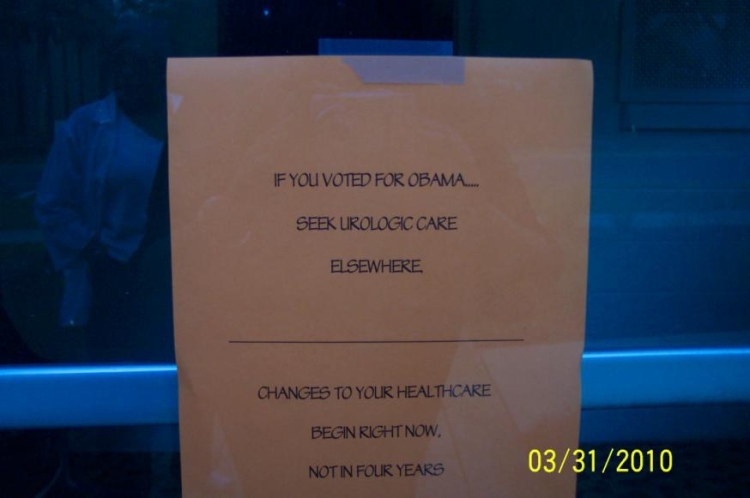 IF YOU VOTED FOR OBAMA.....
SEEK UROLOGIC CARE
ELSEWHERE.
CHANGES TO YOUR HEALTHCARE
BEGIN RIGHT NOW,
NOT IN FOUR YEARS
03/31/2010